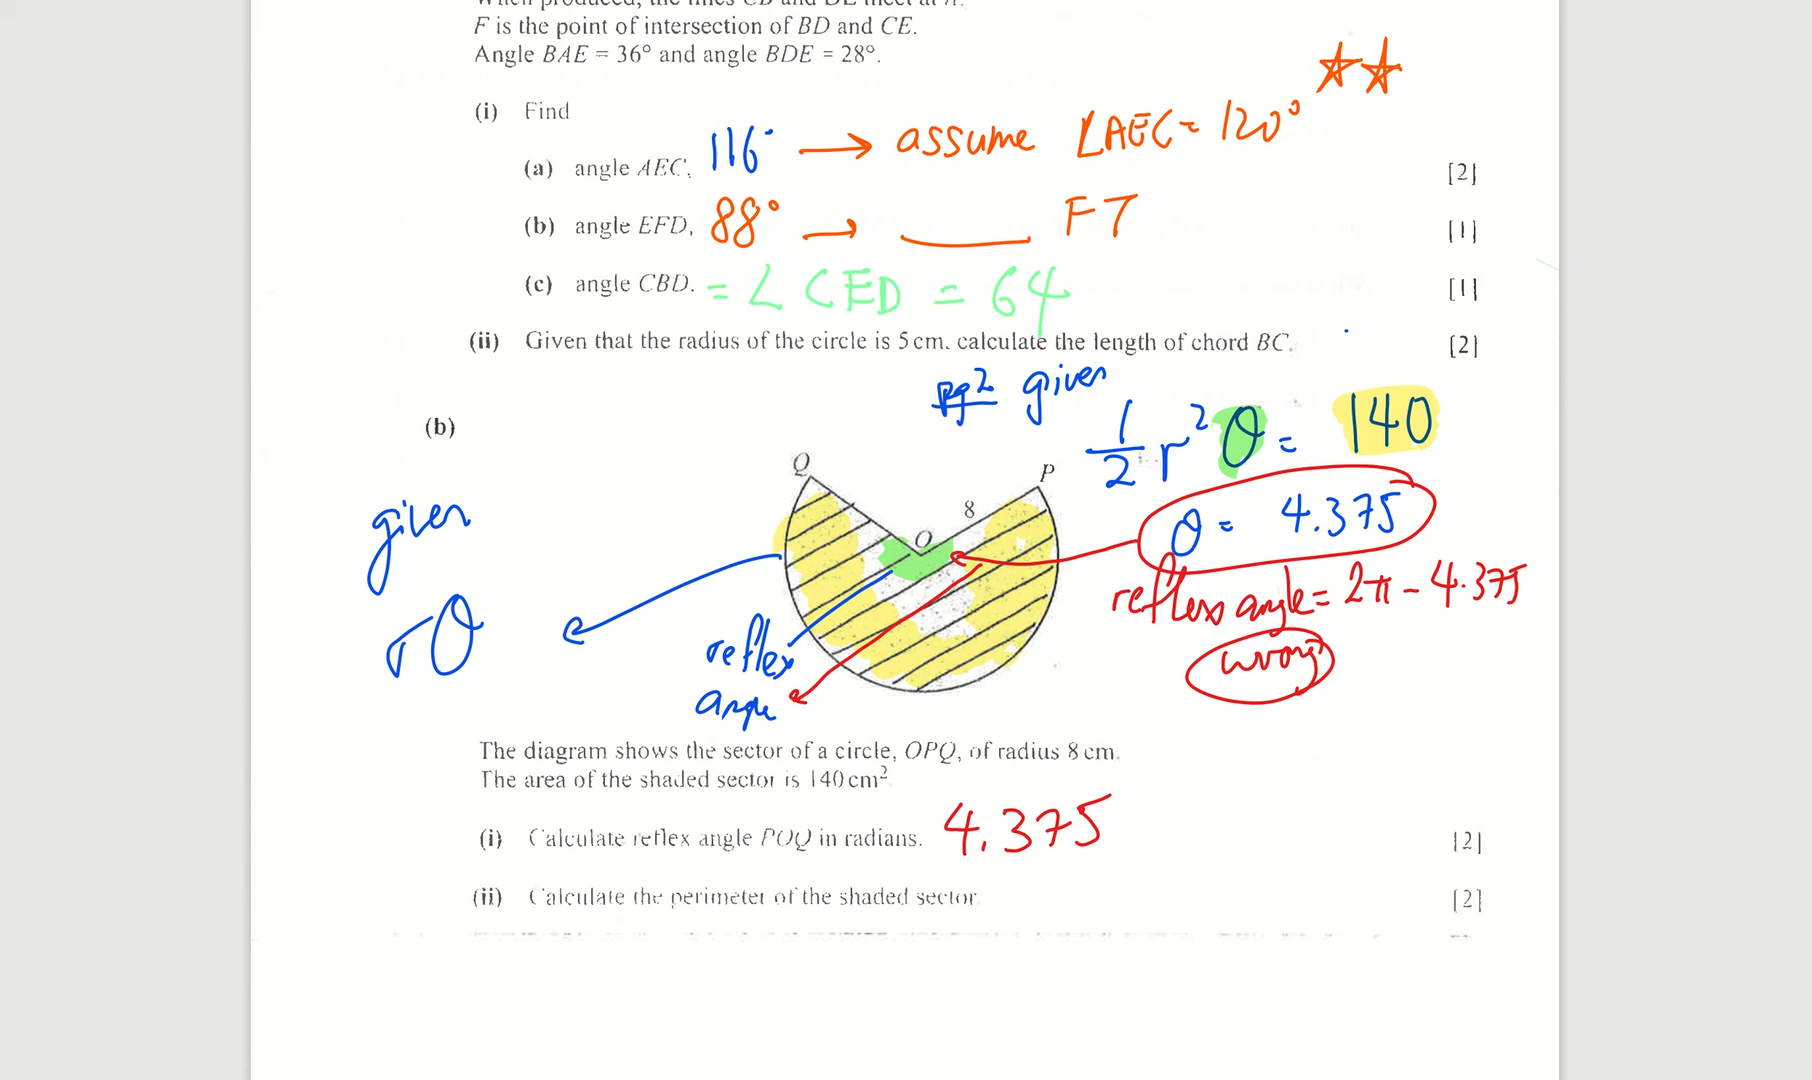 F is the point of intersection of BD and CE.
Angle BAE = 36° and angle BDE = 28°.
(i) Find
(a) angle AEC, 116° → assume ∠AEC = 120° [2]
(b) angle EFD, 88° → FT [1]
(c) angle CBD. = ∠CED = 64 [1]
(ii) Given that the radius of the circle is 5 cm. calculate the length of chord BC. [2]
Pg2 given
(b)
1/2 r² θ = 140
Q
P
8
O
given
θ = 4.375
rθ
reflex angle = 2π - 4.375
reflex
wrong
angle
The diagram shows the sector of a circle, OPQ, of radius 8 cm.
The area of the shaded sector is 140 cm².
(i) Calculate reflex angle POQ in radians. 4.375 [2]
(ii) Calculate the perimeter of the shaded sector. [2]